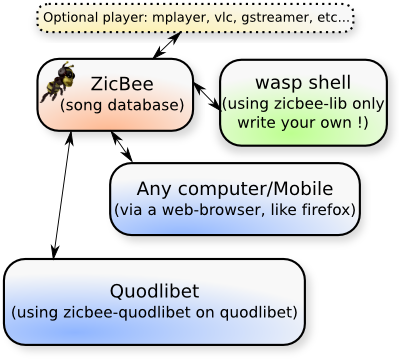 Optional player: mplayer, vlc, gstreamer, etc...
ZicBee
(song database)
wasp shell
(using zicbee-lib only
write your own !)
Any computer/Mobile
(via a web-browser, like firefox)
Quodlibet
(using zicbee-quodlibet on quodlibet)